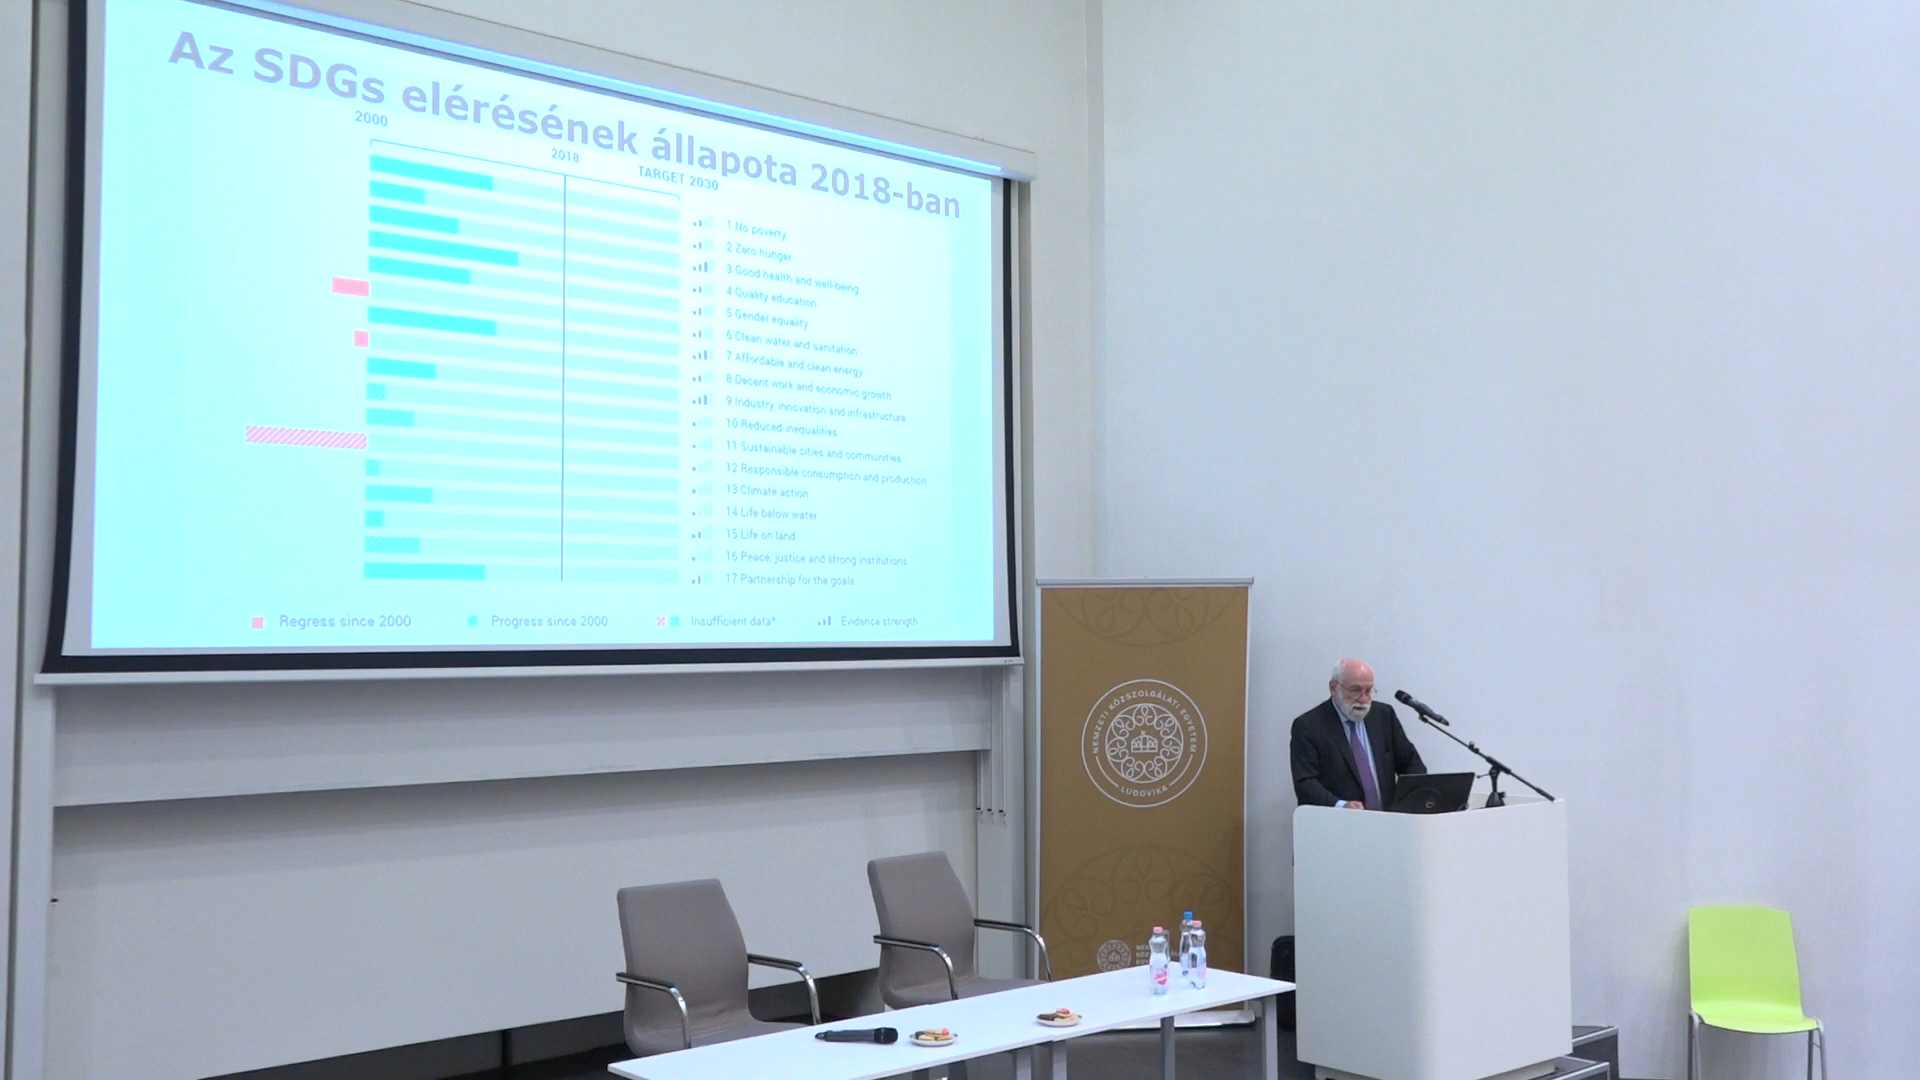 Az SDGs elérésének állapota 2018-ban
2000
2018
TARGET 2030
1 No poverty
2 Zero hunger
3 Good health and well-being
4 Quality education
5 Gender equality
6 Clean water and sanitation
7 Affordable and clean energy
8 Decent work and economic growth
9 Industry, innovation and infrastructure
10 Reduced inequalities
11 Sustainable cities and communities
12 Responsible consumption and production
13 Climate action
14 Life below water
15 Life on land
16 Peace, justice and strong institutions
17 Partnership for the goals
Regress since 2000
Progress since 2000
Insufficient data*
Evidence strength
NEMZETI KÖZSZOLGÁLATI EGYETEM
LUDOVIKA